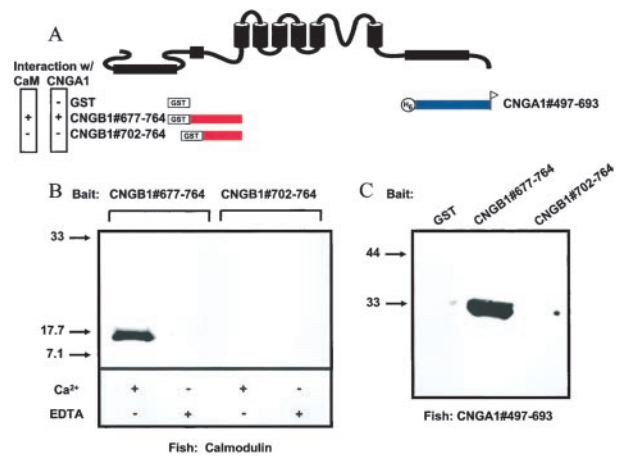 A
Interaction w/
CaM CNGA1
- GST GST
+ + CNGB1#677-764 GST
- - CNGB1#702-764 GST
H6 CNGA1#497-693
B Bait: CNGB1#677-764 CNGB1#702-764
33
17.7
7.1
Ca2+ + - + -
EDTA - + - +
Fish: Calmodulin
C Bait: GST CNGB1#677-764 CNGB1#702-764
44
33
Fish: CNGA1#497-693